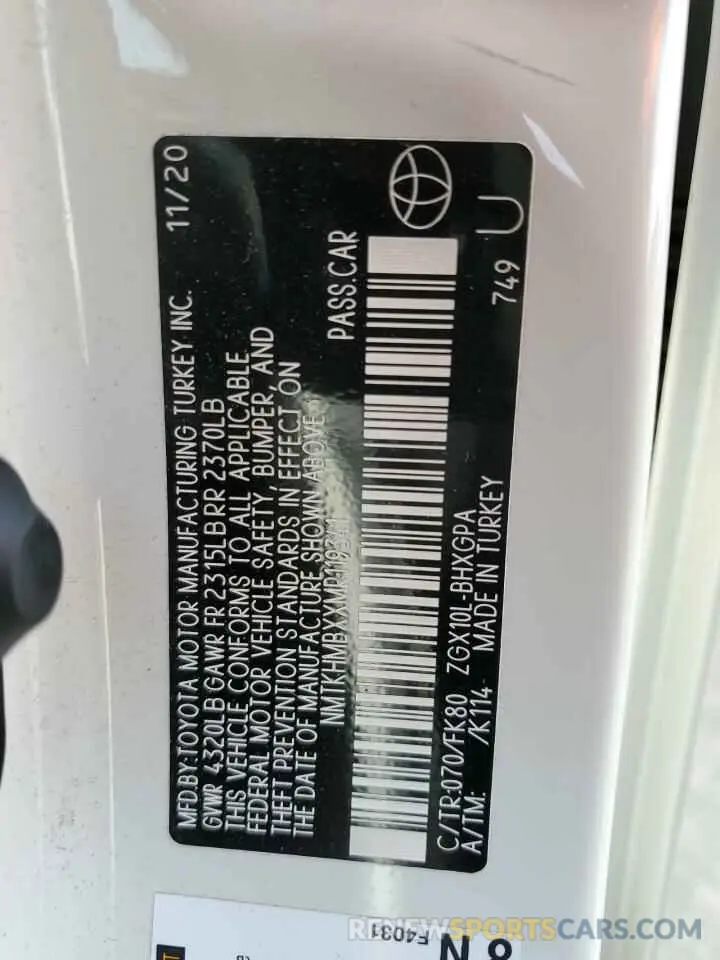 MFD.BY:TOYOTA MOTOR MANUFACTURING TURKEY INC. 11/20
GVWR 4320LB GAWR FR 2315LB RR 2370LB
THIS VEHICLE CONFORMS TO ALL APPLICABLE
FEDERAL MOTOR VEHICLE SAFETY, BUMPER, AND
THEFT PREVENTION STANDARDS IN EFFECT ON
THE DATE OF MANUFACTURE SHOWN ABOVE.
PASS.CAR
C/TR:070/FK80 ZGX10L-BHXGPA 749 U
A/TM: /K114 MADE IN TURKEY
F4031
RENEWSPORTSCARS.COM